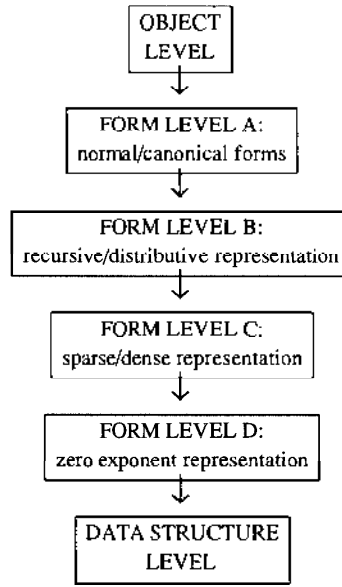 OBJECT
LEVEL
FORM LEVEL A:
normal/canonical forms
FORM LEVEL B:
recursive/distributive representation
FORM LEVEL C:
sparse/dense representation
FORM LEVEL D:
zero exponent representation
DATA STRUCTURE
LEVEL